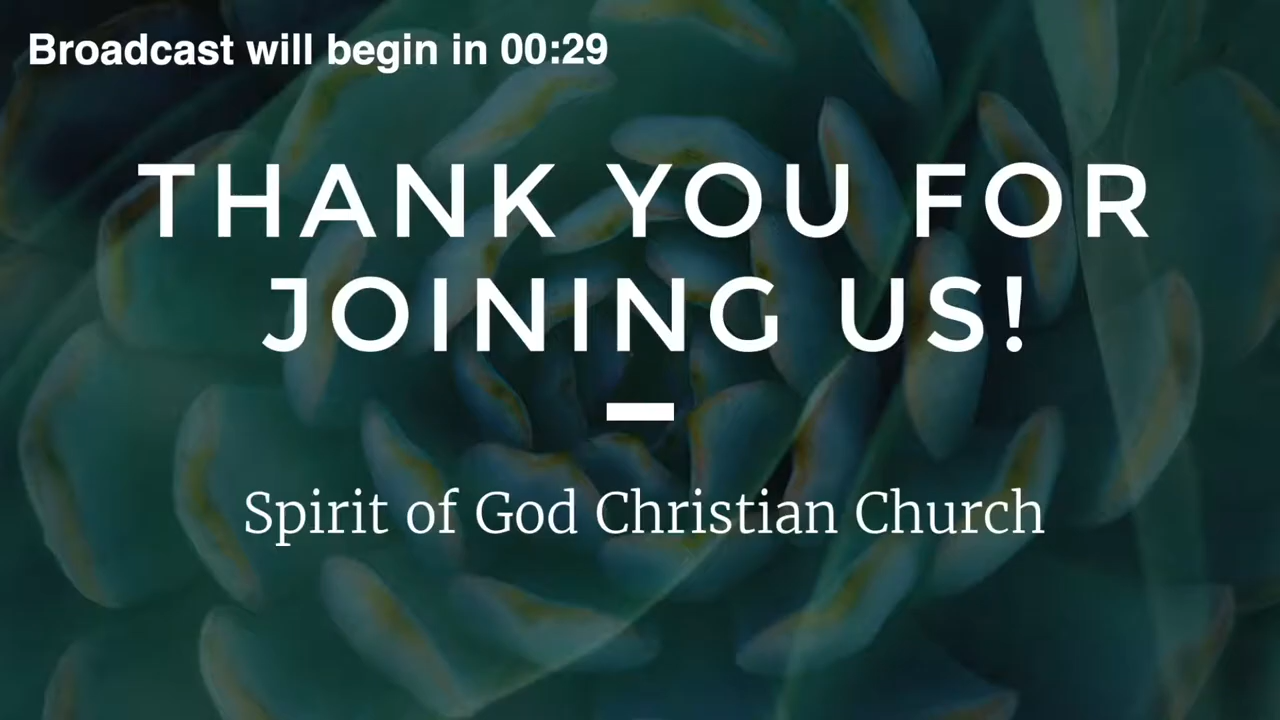 Broadcast will begin in 00:29
THANK YOU FOR
JOINING US!
Spirit of God Christian Church